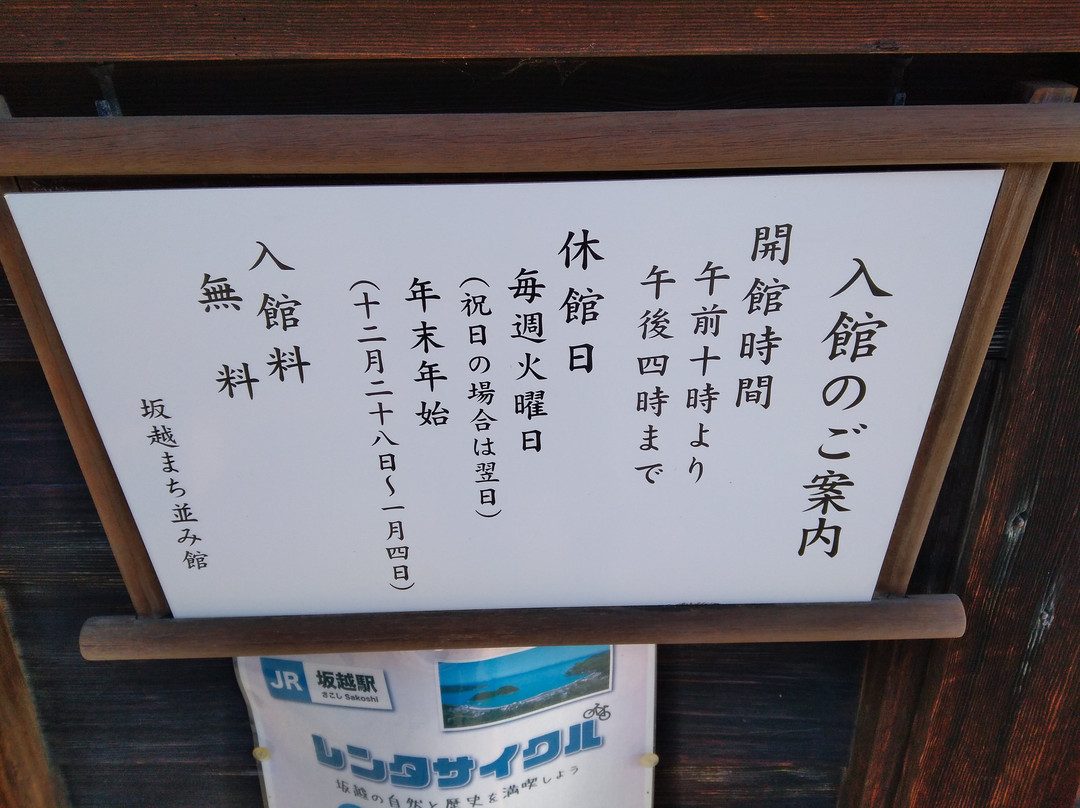 入館のご案内
開館時間
午前十時より
午後四時まで
休館日
毎週火曜日
(祝日の場合は翌日)
年末年始
(十二月二十八日〜一月四日)
入館料
無料
坂越まち並み館
JR 坂越駅
さこし Sakoshi
レンタサイクル
坂越の自然と歴史を満喫しよう